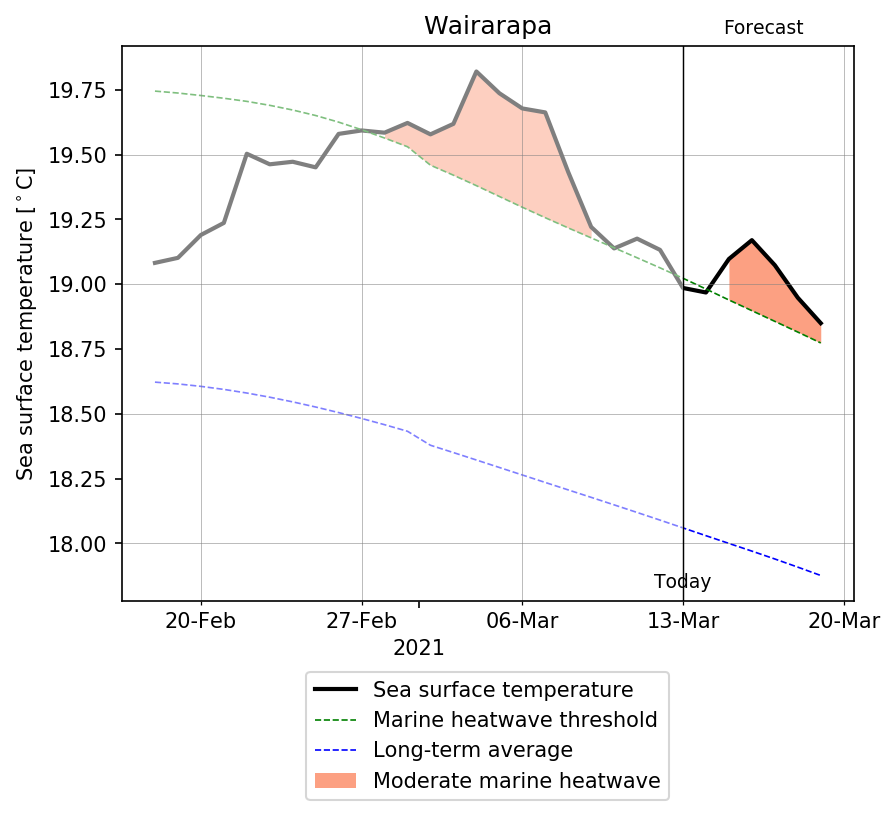 Wairarapa
Forecast
Sea surface temperature [°C]
19.75
19.50
19.25
19.00
18.75
18.50
18.25
18.00
Today
20-Feb
27-Feb
06-Mar
13-Mar
20-Mar
2021
Sea surface temperature
Marine heatwave threshold
Long-term average
Moderate marine heatwave